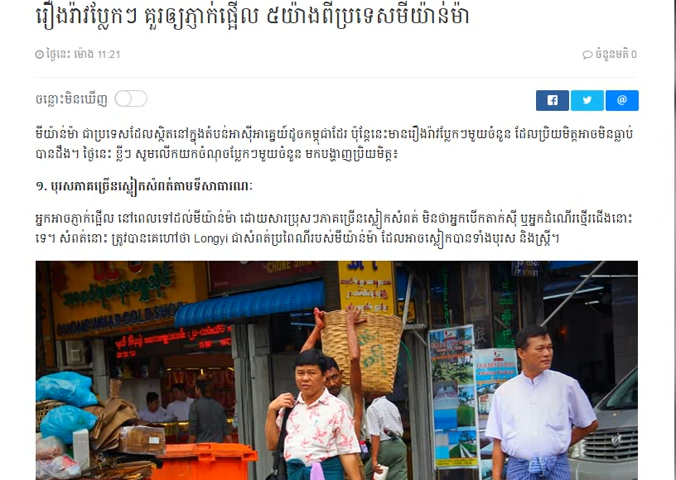 រឿងរ៉ាវប្លែកៗ គួរឲ្យភ្ញាក់ផ្អើល ៥យ៉ាងពីប្រទេសមីយ៉ាន់ម៉ា
ថ្ងៃនេះ ម៉ោង 11:21
ចំនួនមតិ 0
ចន្លោះមិនឃើញ
មីយ៉ាន់ម៉ា ជាប្រទេសដែលស្ថិតនៅក្នុងតំបន់អាស៊ីអាគ្នេយ៍ដូចកម្ពុជាដែរ ប៉ុន្តែនេះមានរឿងរ៉ាវប្លែកៗមួយចំនួន ដែលប្រិយមិត្តអាចមិនធ្លាប់
បានដឹង។ ថ្ងៃនេះ ខ្លីៗ សូមលើកយកចំណុចប្លែកៗមួយចំនួន មកបង្ហាញប្រិយមិត្ត៖
១. បុរសភាគច្រើនស្លៀកសំពត់តាមទីសាធារណៈ
អ្នកអាចភ្ញាក់ផ្អើល នៅពេលទៅដល់មីយ៉ាន់ម៉ា ដោយសារប្រុសៗភាគច្រើនស្លៀកសំពត់ មិនថាអ្នកបើកតាក់ស៊ី ឬអ្នកដំណើរថ្មើរជើងនោះ
ទេ។ សំពត់នោះ ត្រូវបានគេហៅថា Longyi ជាសំពត់ប្រពៃណីរបស់មីយ៉ាន់ម៉ា ដែលអាចស្លៀកបានទាំងបុរស និងស្ត្រី។